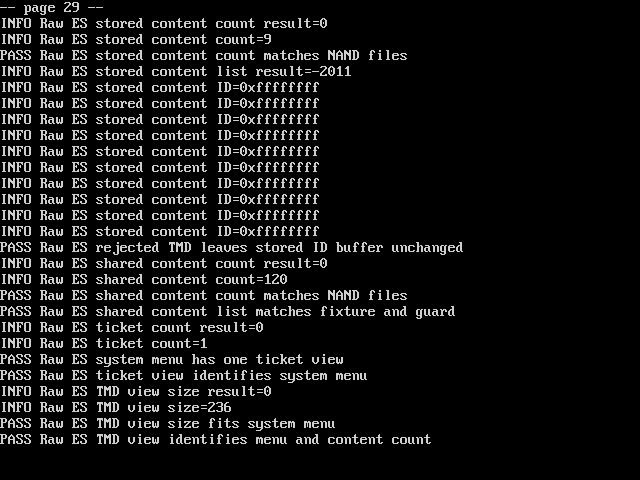 -- page 29 --
INFO Raw ES stored content count result=0
INFO Raw ES stored content count=9
PASS Raw ES stored content count matches NAND files
INFO Raw ES stored content list result=-2011
INFO Raw ES stored content ID=0xffffffff
INFO Raw ES stored content ID=0xffffffff
INFO Raw ES stored content ID=0xffffffff
INFO Raw ES stored content ID=0xffffffff
INFO Raw ES stored content ID=0xffffffff
INFO Raw ES stored content ID=0xffffffff
INFO Raw ES stored content ID=0xffffffff
INFO Raw ES stored content ID=0xffffffff
INFO Raw ES stored content ID=0xffffffff
INFO Raw ES stored content ID=0xffffffff
PASS Raw ES rejected TMD leaves stored ID buffer unchanged
INFO Raw ES shared content count result=0
INFO Raw ES shared content count=120
PASS Raw ES shared content count matches NAND files
PASS Raw ES shared content list matches fixture and guard
INFO Raw ES ticket count result=0
INFO Raw ES ticket count=1
PASS Raw ES system menu has one ticket view
PASS Raw ES ticket view identifies system menu
INFO Raw ES TMD view size result=0
INFO Raw ES TMD view size=236
PASS Raw ES TMD view size fits system menu
PASS Raw ES TMD view identifies menu and content count